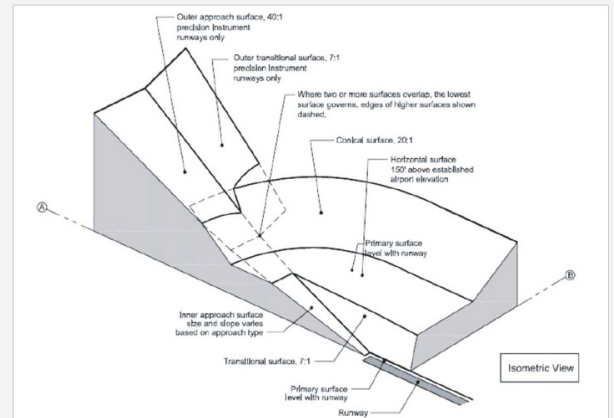 Outer approach surface, 40:1
precision instrument
runways only
Outer transitional surface, 7:1
precision instrument
runways only
Where two or more surfaces overlap, the lowest
surface governs, edges of higher surfaces shown
dashed.
Conical surface, 20:1
Horizontal surface
150' above established
airport elevation
A
Primary surface
level with runway
B
Inner approach surface
size and slope varies
based on approach type
Transitional surface, 7:1
Isometric View
Primary surface
level with runway
Runway